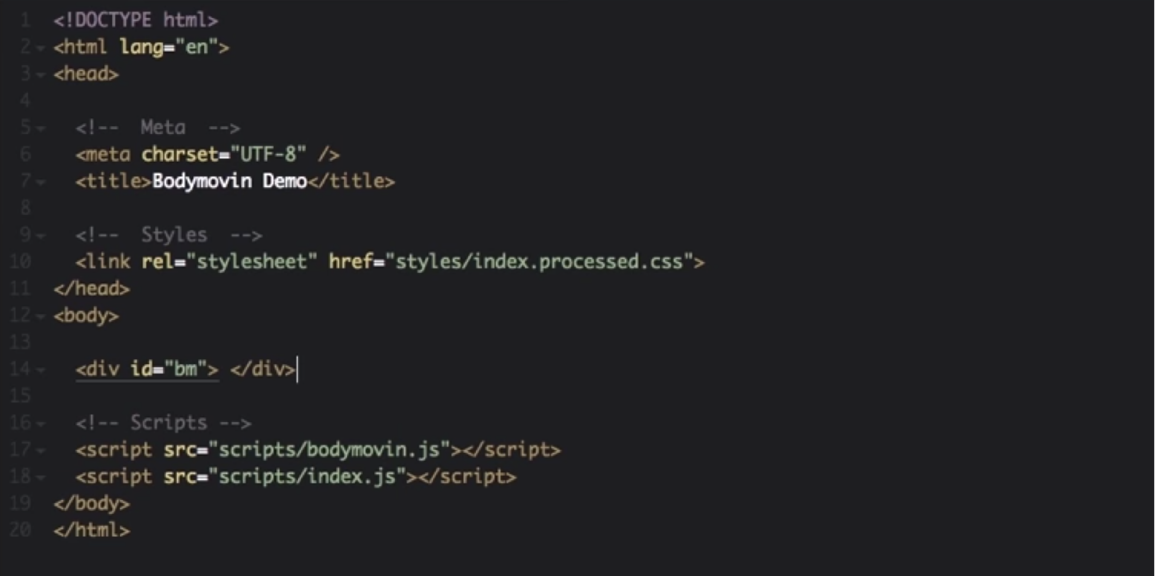 1 <!DOCTYPE html>
2 <html lang="en">
3 <head>
4
5   <!--  Meta  -->
6   <meta charset="UTF-8" />
7   <title>Bodymovin Demo</title>
8
9   <!--  Styles  -->
10   <link rel="stylesheet" href="styles/index.processed.css">
11 </head>
12 <body>
13
14   <div id="bm"> </div>
15
16   <!-- Scripts -->
17   <script src="scripts/bodymovin.js"></script>
18   <script src="scripts/index.js"></script>
19 </body>
20 </html>